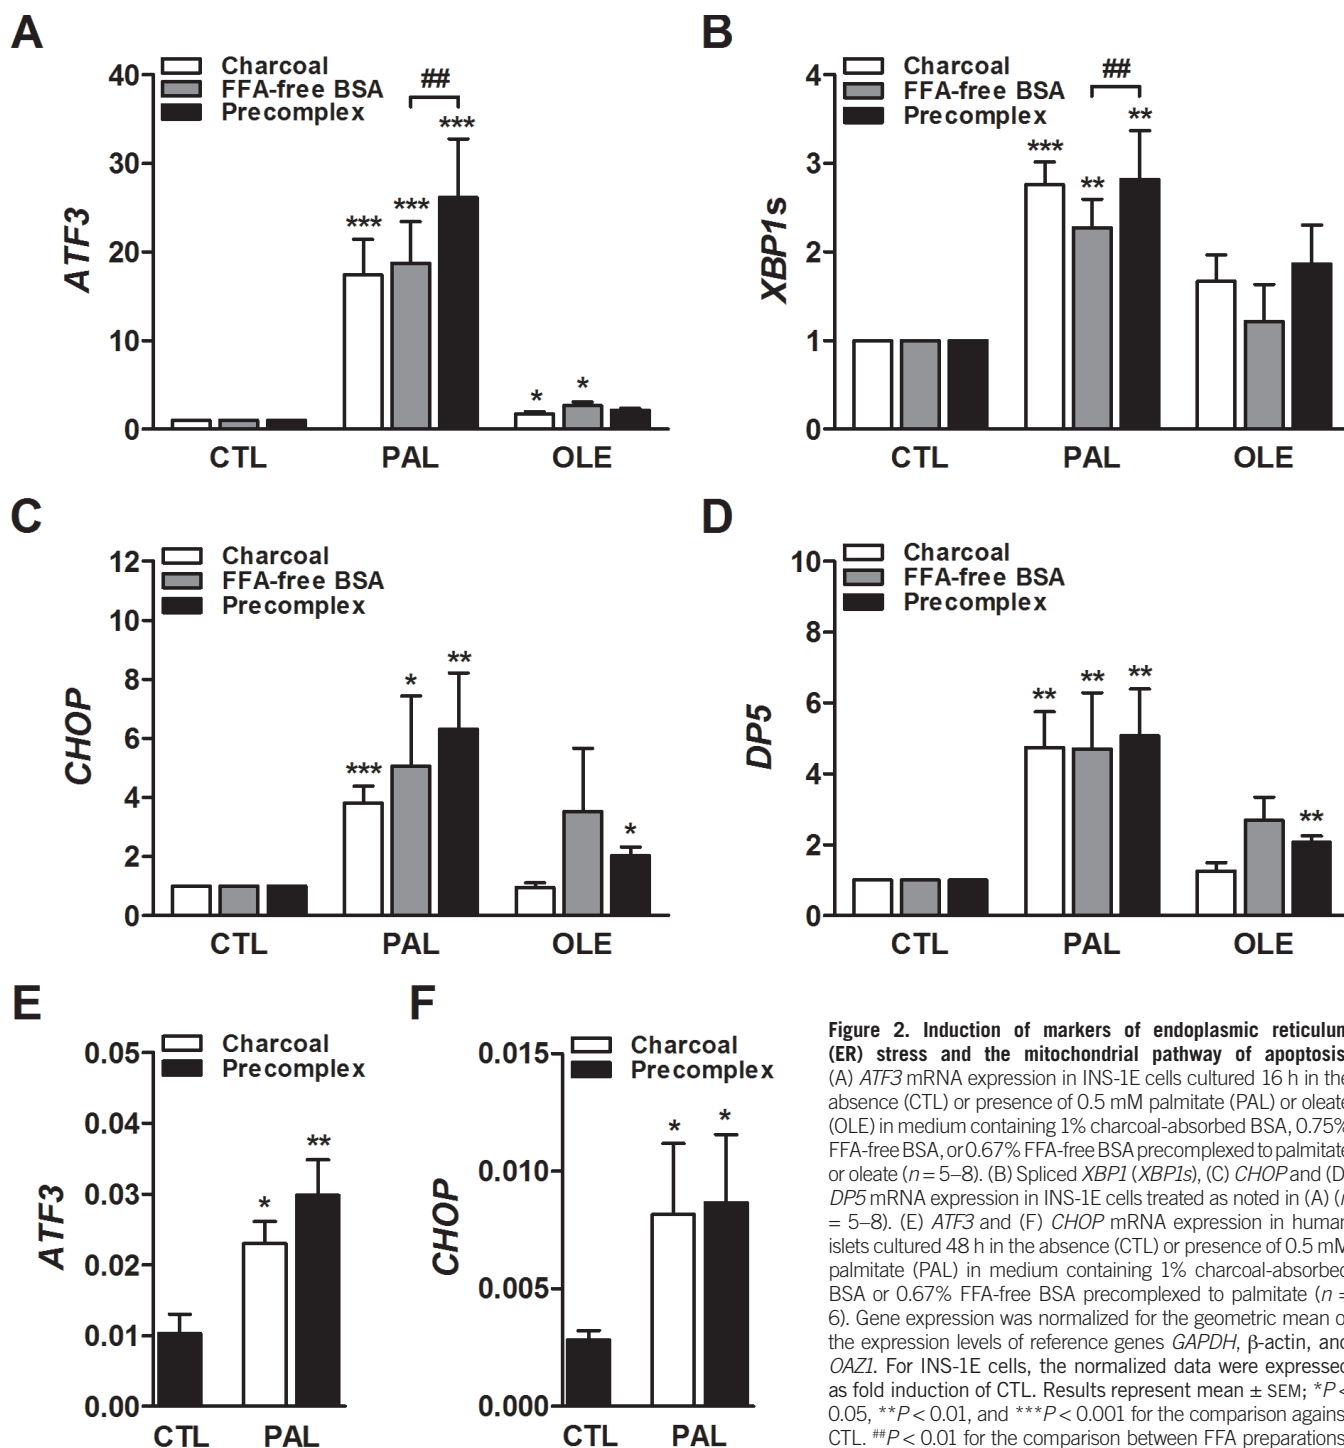 A
Charcoal
FFA-free BSA
Precomplex
ATF3
40
30
20
10
0
***
***
##
***
*
*
CTL
PAL
OLE
B
Charcoal
FFA-free BSA
Precomplex
XBP1s
4
3
2
1
0
***
**
##
**
CTL
PAL
OLE
C
Charcoal
FFA-free BSA
Precomplex
CHOP
12
10
8
6
4
2
0
***
*
**
*
CTL
PAL
OLE
D
Charcoal
FFA-free BSA
Precomplex
DP5
10
8
6
4
2
0
**
**
**
**
CTL
PAL
OLE
E
Charcoal
Precomplex
ATF3
0.05
0.04
0.03
0.02
0.01
0.00
*
**
CTL
PAL
F
Charcoal
Precomplex
CHOP
0.015
0.010
0.005
0.000
*
*
CTL
PAL
Figure 2. Induction of markers of endoplasmic reticulum
(ER) stress and the mitochondrial pathway of apoptosis
(A) ATF3 mRNA expression in INS-1E cells cultured 16 h in the
absence (CTL) or presence of 0.5 mM palmitate (PAL) or oleate
(OLE) in medium containing 1% charcoal-absorbed BSA, 0.75%
FFA-free BSA, or 0.67% FFA-free BSA precomplexed to palmitate
or oleate (n = 5–8). (B) Spliced XBP1 (XBP1s), (C) CHOP and (D)
DP5 mRNA expression in INS-1E cells treated as noted in (A) (
= 5–8). (E) ATF3 and (F) CHOP mRNA expression in human
islets cultured 48 h in the absence (CTL) or presence of 0.5 mM
palmitate (PAL) in medium containing 1% charcoal-absorbed
BSA or 0.67% FFA-free BSA precomplexed to palmitate (n =
6). Gene expression was normalized for the geometric mean of
the expression levels of reference genes GAPDH, β-actin, and
OAZ1. For INS-1E cells, the normalized data were expressed
as fold induction of CTL. Results represent mean ± SEM; *P <
0.05, **P < 0.01, and ***P < 0.001 for the comparison against
CTL. ##P < 0.01 for the comparison between FFA preparations